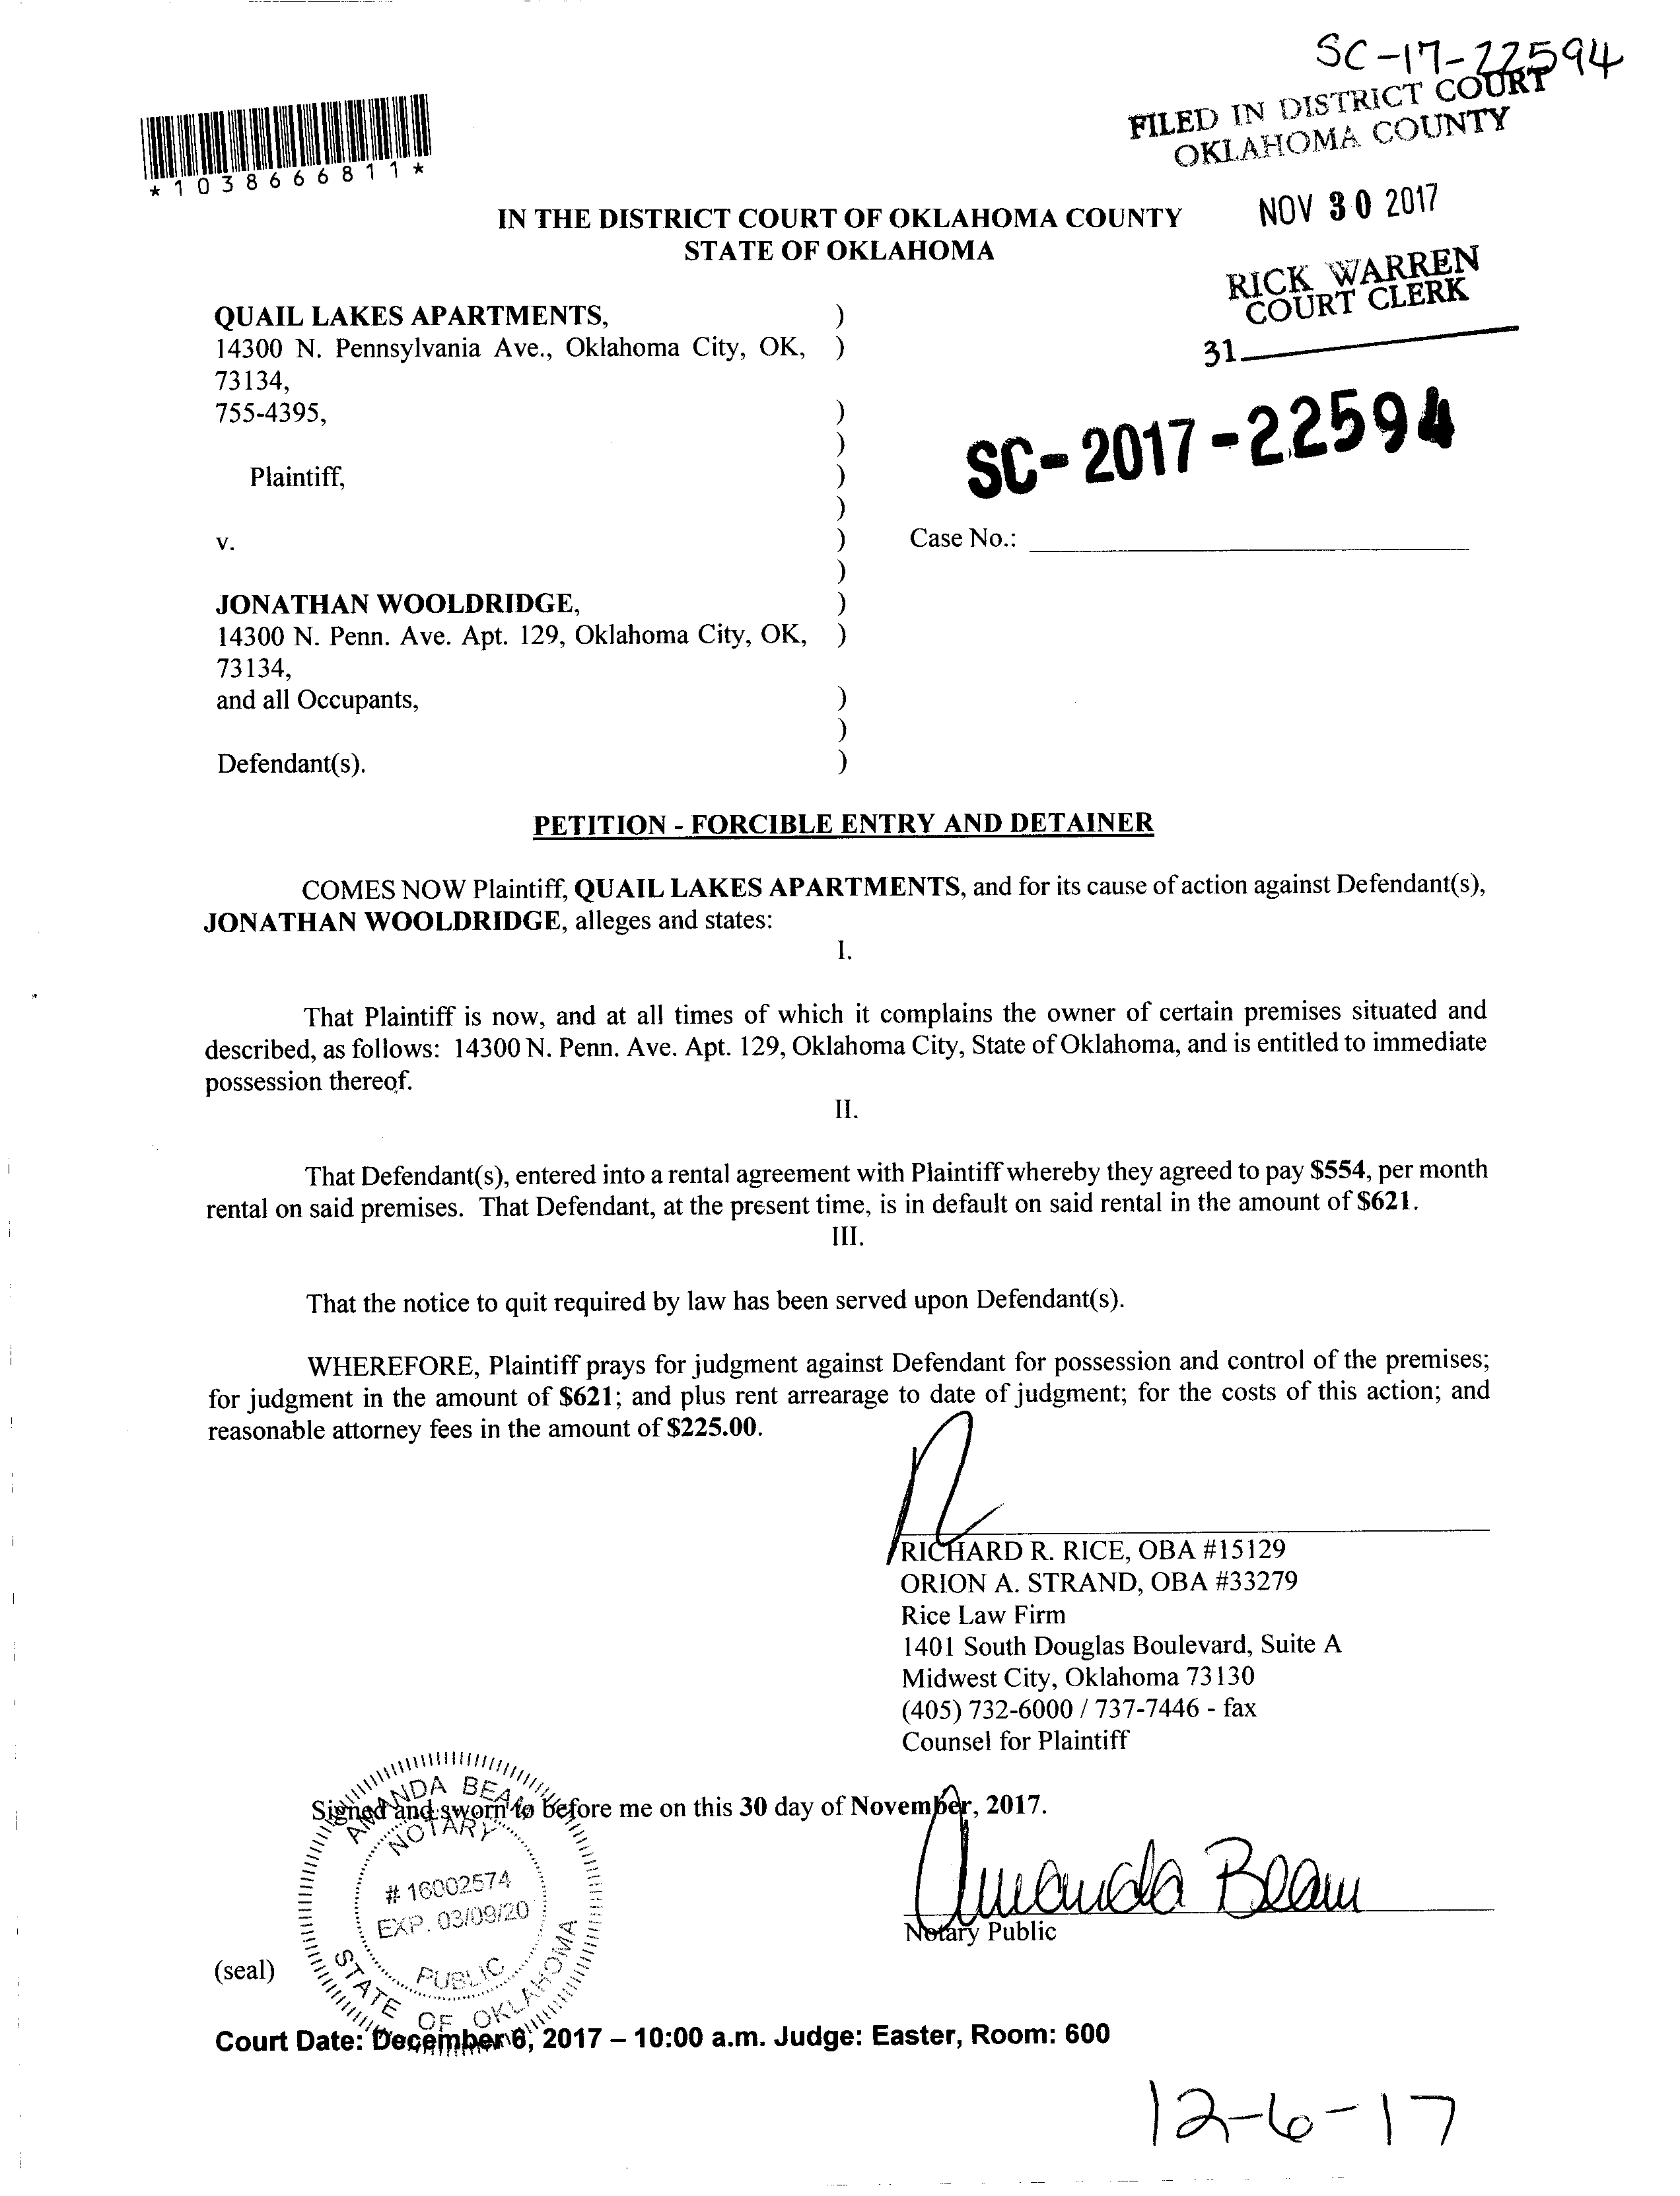 SC-17-22594
FILED IN DISTRICT COURT
OKLAHOMA COUNTY
*1038666811*
NOV 30 2017
IN THE DISTRICT COURT OF OKLAHOMA COUNTY
STATE OF OKLAHOMA
RICK WARREN
COURT CLERK
31
QUAIL LAKES APARTMENTS, )
14300 N. Pennsylvania Ave., Oklahoma City, OK, )
73134,
755-4395, )
)
SC-2017-22594
Plaintiff, )
)
v. ) Case No.:
)
JONATHAN WOOLDRIDGE, )
14300 N. Penn. Ave. Apt. 129, Oklahoma City, OK, )
73134,
and all Occupants, )
)
Defendant(s). )
PETITION - FORCIBLE ENTRY AND DETAINER
COMES NOW Plaintiff, QUAIL LAKES APARTMENTS, and for its cause of action against Defendant(s),
JONATHAN WOOLDRIDGE, alleges and states:
I.
That Plaintiff is now, and at all times of which it complains the owner of certain premises situated and
described, as follows: 14300 N. Penn. Ave. Apt. 129, Oklahoma City, State of Oklahoma, and is entitled to immediate
possession thereof.
II.
That Defendant(s), entered into a rental agreement with Plaintiff whereby they agreed to pay $554, per month
rental on said premises. That Defendant, at the present time, is in default on said rental in the amount of $621.
III.
That the notice to quit required by law has been served upon Defendant(s).
WHEREFORE, Plaintiff prays for judgment against Defendant for possession and control of the premises;
for judgment in the amount of $621; and plus rent arrearage to date of judgment; for the costs of this action; and
reasonable attorney fees in the amount of $225.00.
RICHARD R. RICE, OBA #15129
ORION A. STRAND, OBA #33279
Rice Law Firm
1401 South Douglas Boulevard, Suite A
Midwest City, Oklahoma 73130
(405) 732-6000 / 737-7446 - fax
Counsel for Plaintiff
Signed and sworn to before me on this 30 day of November, 2017.
AMANDA BEAM
NOTARY
# 16002574
EXP. 03/09/20
PUBLIC
STATE OF OKLAHOMA
Amanda Beam
Notary Public
(seal)
Court Date: December 6, 2017 – 10:00 a.m. Judge: Easter, Room: 600
12-6-17